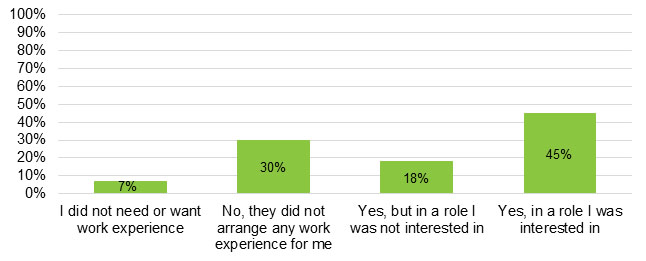 100%
90%
80%
70%
60%
50%
40%
30%
20%
10%
0%
7%
30%
18%
45%
I did not need or want
work experience
No, they did not
arrange any work
experience for me
Yes, but in a role I
was not interested in
Yes, in a role I was
interested in